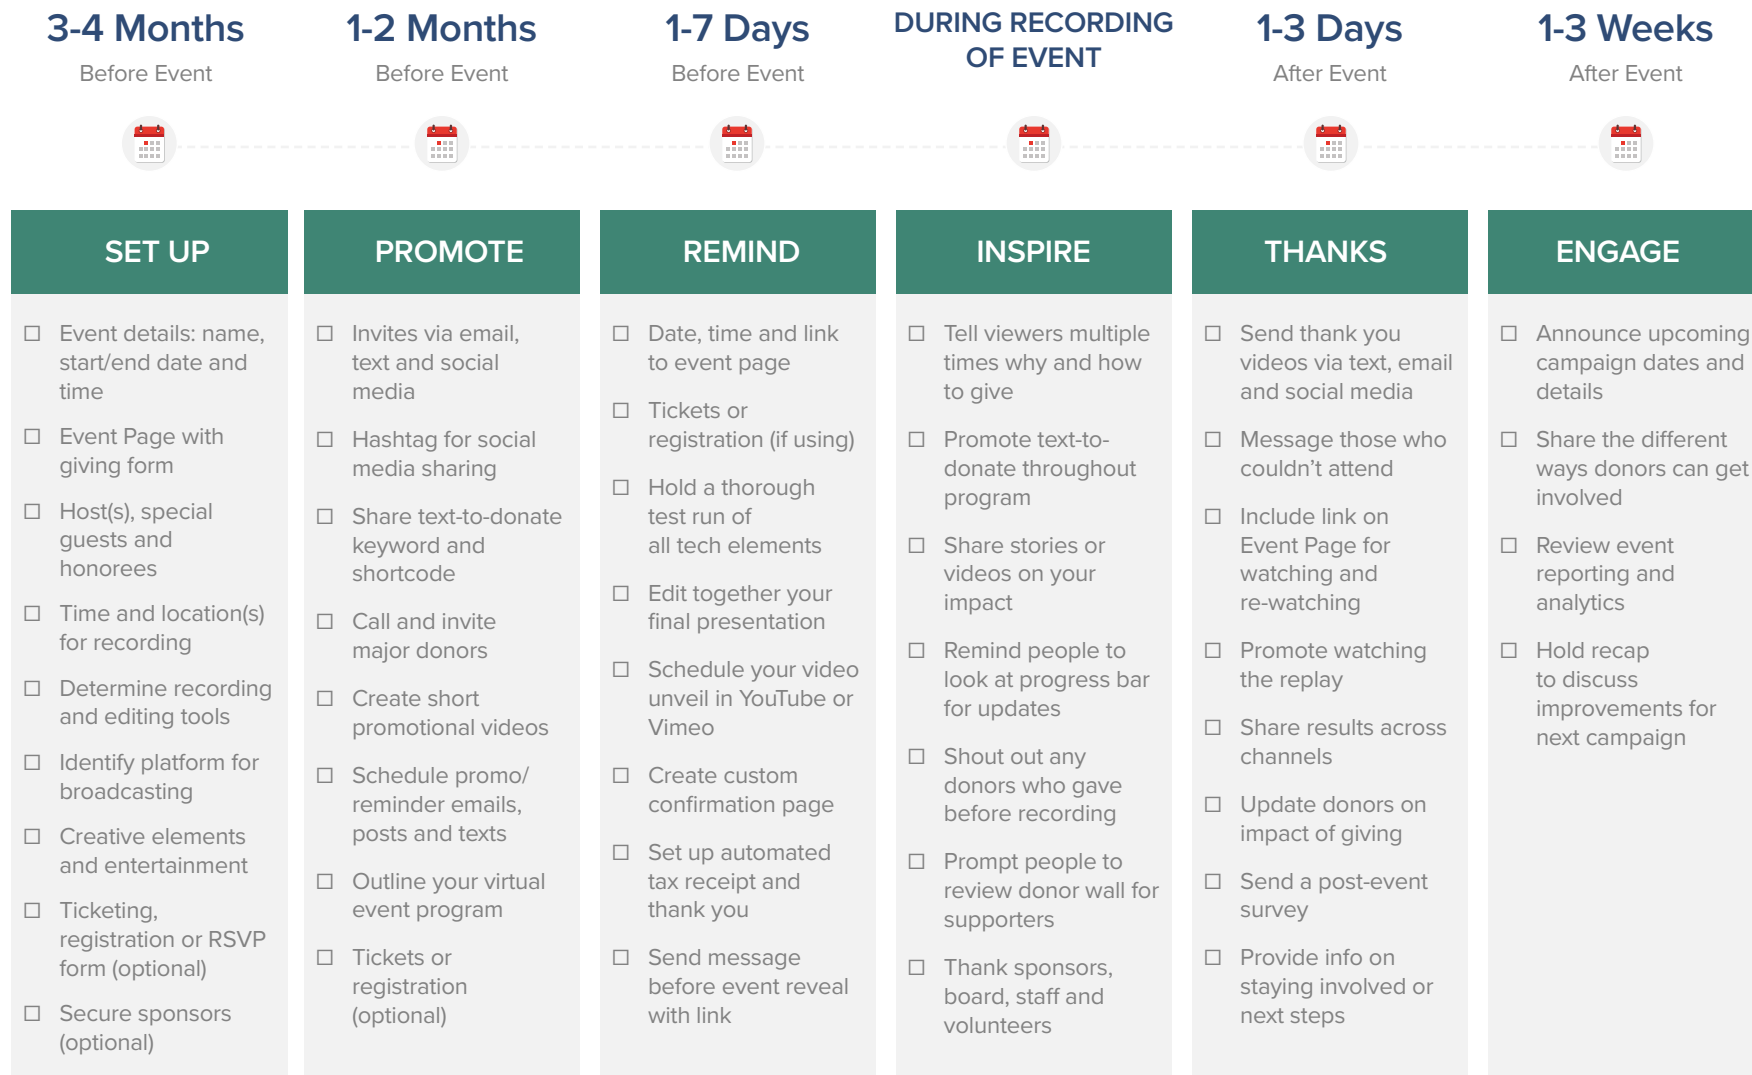 3-4 Months
Before Event
1-2 Months
Before Event
1-7 Days
Before Event
DURING RECORDING
OF EVENT
1-3 Days
After Event
1-3 Weeks
After Event
SET UP
Event details: name,
start/end date and
time
Event Page with
giving form
Host(s), special
guests and
honorees
Time and location(s)
for recording
Determine recording
and editing tools
Identify platform for
broadcasting
Creative elements
and entertainment
Ticketing,
registration or RSVP
form (optional)
Secure sponsors
(optional)
PROMOTE
Invites via email,
text and social
media
Hashtag for social
media sharing
Share text-to-donate
keyword and
shortcode
Call and invite
major donors
Create short
promotional videos
Schedule promo/
reminder emails,
posts and texts
Outline your virtual
event program
Tickets or
registration
(optional)
REMIND
Date, time and link
to event page
Tickets or
registration (if using)
Hold a thorough
test run of
all tech elements
Edit together your
final presentation
Schedule your video
unveil in YouTube or
Vimeo
Create custom
confirmation page
Set up automated
tax receipt and
thank you
Send message
before event reveal
with link
INSPIRE
Tell viewers multiple
times why and how
to give
Promote text-to-
donate throughout
program
Share stories or
videos on your
impact
Remind people to
look at progress bar
for updates
Shout out any
donors who gave
before recording
Prompt people to
review donor wall for
supporters
Thank sponsors,
board, staff and
volunteers
THANKS
Send thank you
videos via text, email
and social media
Message those who
couldn’t attend
Include link on
Event Page for
watching and
re-watching
Promote watching
the replay
Share results across
channels
Update donors on
impact of giving
Send a post-event
survey
Provide info on
staying involved or
next steps
ENGAGE
Announce upcoming
campaign dates and
details
Share the different
ways donors can get
involved
Review event
reporting and
analytics
Hold recap
to discuss
improvements for
next campaign